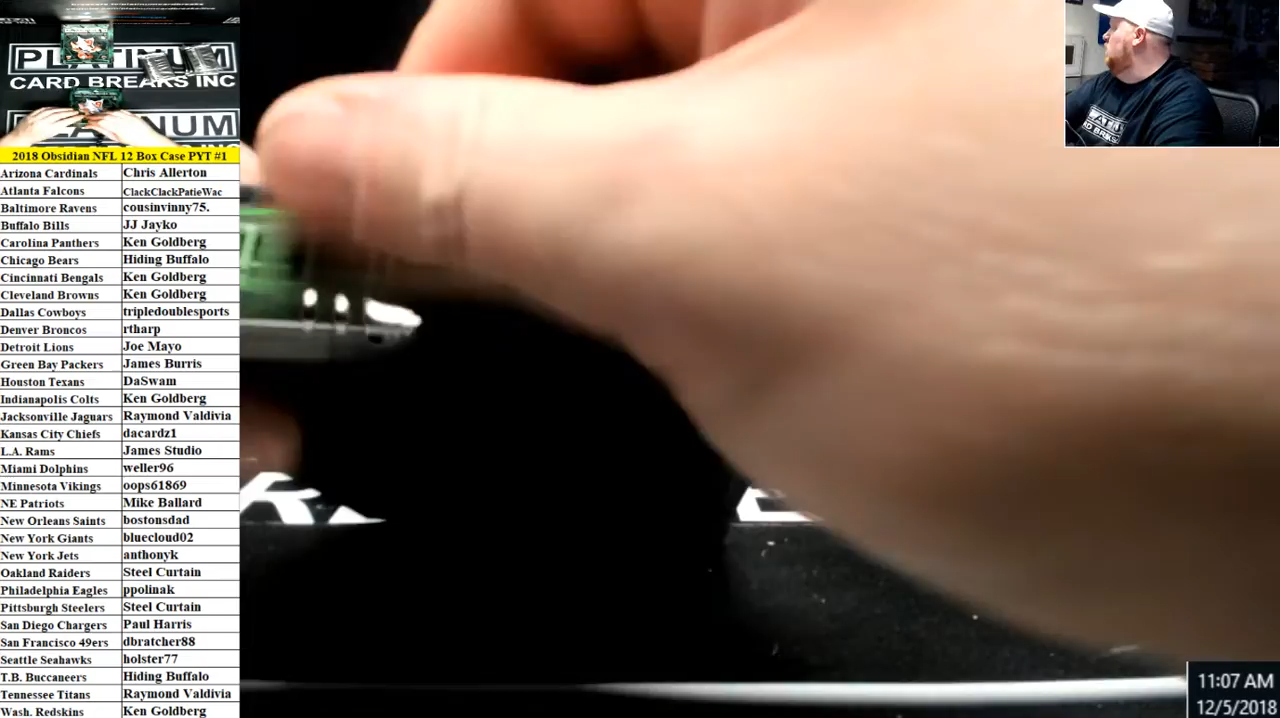 PLATINUM
CARD BREAKS INC
PLATINUM
2018 Obsidian NFL 12 Box Case PYT #1
Arizona Cardinals Chris Allerton
Atlanta Falcons ClackClackPatieWac
Baltimore Ravens cousinvinny75.
Buffalo Bills JJ Jayko
Carolina Panthers Ken Goldberg
Chicago Bears Hiding Buffalo
Cincinnati Bengals Ken Goldberg
Cleveland Browns Ken Goldberg
Dallas Cowboys tripledoublesports
Denver Broncos rtharp
Detroit Lions Joe Mayo
Green Bay Packers James Burris
Houston Texans DaSwam
Indianapolis Colts Ken Goldberg
Jacksonville Jaguars Raymond Valdivia
Kansas City Chiefs dacardz1
L.A. Rams James Studio
Miami Dolphins weller96
Minnesota Vikings oops61869
NE Patriots Mike Ballard
New Orleans Saints bostonsdad
New York Giants bluecloud02
New York Jets anthonyk
Oakland Raiders Steel Curtain
Philadelphia Eagles ppolinak
Pittsburgh Steelers Steel Curtain
San Diego Chargers Paul Harris
San Francisco 49ers dbratcher88
Seattle Seahawks holster77
T.B. Buccaneers Hiding Buffalo
Tennessee Titans Raymond Valdivia
Wash. Redskins Ken Goldberg
11:07 AM
12/5/2018